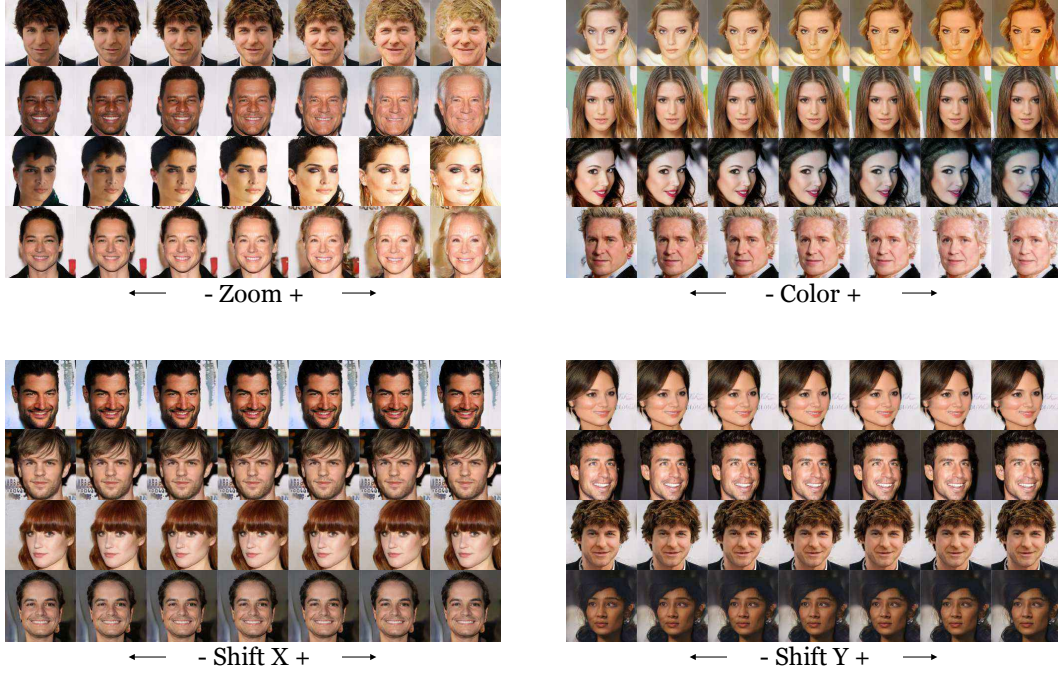 - Zoom +
- Color +
- Shift X +
- Shift Y +